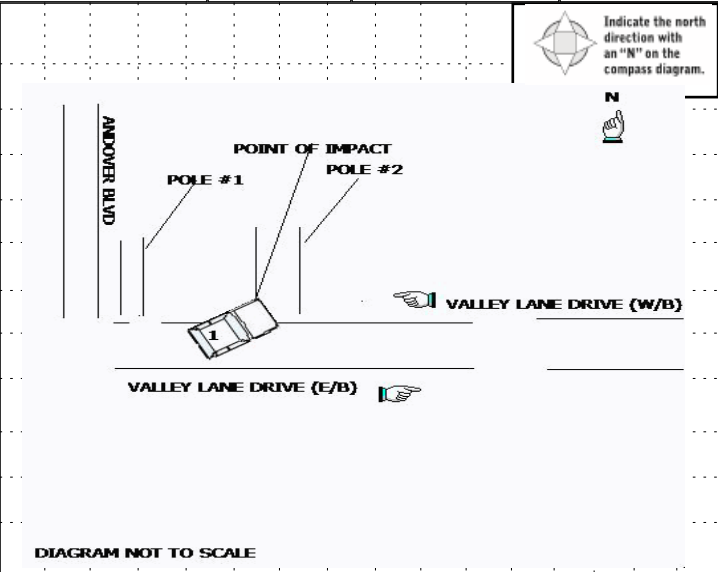 Indicate the north
direction with
an "N" on the
compass diagram.
N
ANDOVER BLVD
POINT OF IMPACT
POLE #2
POLE #1
VALLEY LANE DRIVE (W/B)
1
VALLEY LANE DRIVE (E/B)
DIAGRAM NOT TO SCALE